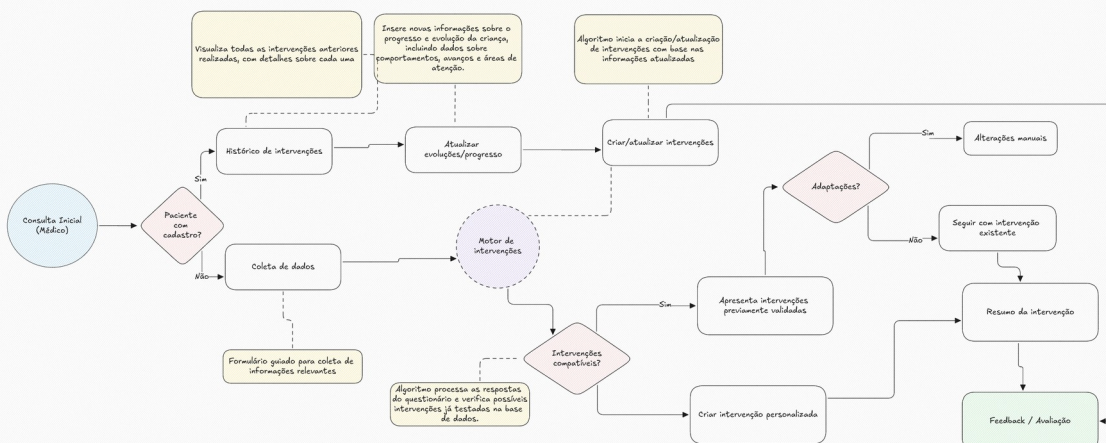 Visualiza todas as intervenções anteriores
realizadas, com detalhes sobre cada uma
Insere novas informações sobre o
progresso e evolução da criança,
incluindo dados sobre
comportamentos, avanços e áreas de
atenção.
Algoritmo inicia a criação/atualização
de intervenções com base nas
informações atualizadas
Histórico de intervenções
Atualizar
evoluções/progresso
Criar/atualizar intervenções
Sim
Alterações manuais
Adaptações?
Sim
Consulta Inicial
(Médico)
Paciente
com
cadastro?
Não
Coleta de dados
Motor de
intervenções
Não
Seguir com intervenção
existente
Sim
Apresenta intervenções
previamente validadas
Resumo da intervenção
Formulário guiado para coleta de
informações relevantes
Intervenções
compatíveis?
Algoritmo processa as respostas
do questionário e verifica possíveis
intervenções já testadas na base
de dados.
Criar intervenção personalizada
Feedback / Avaliação